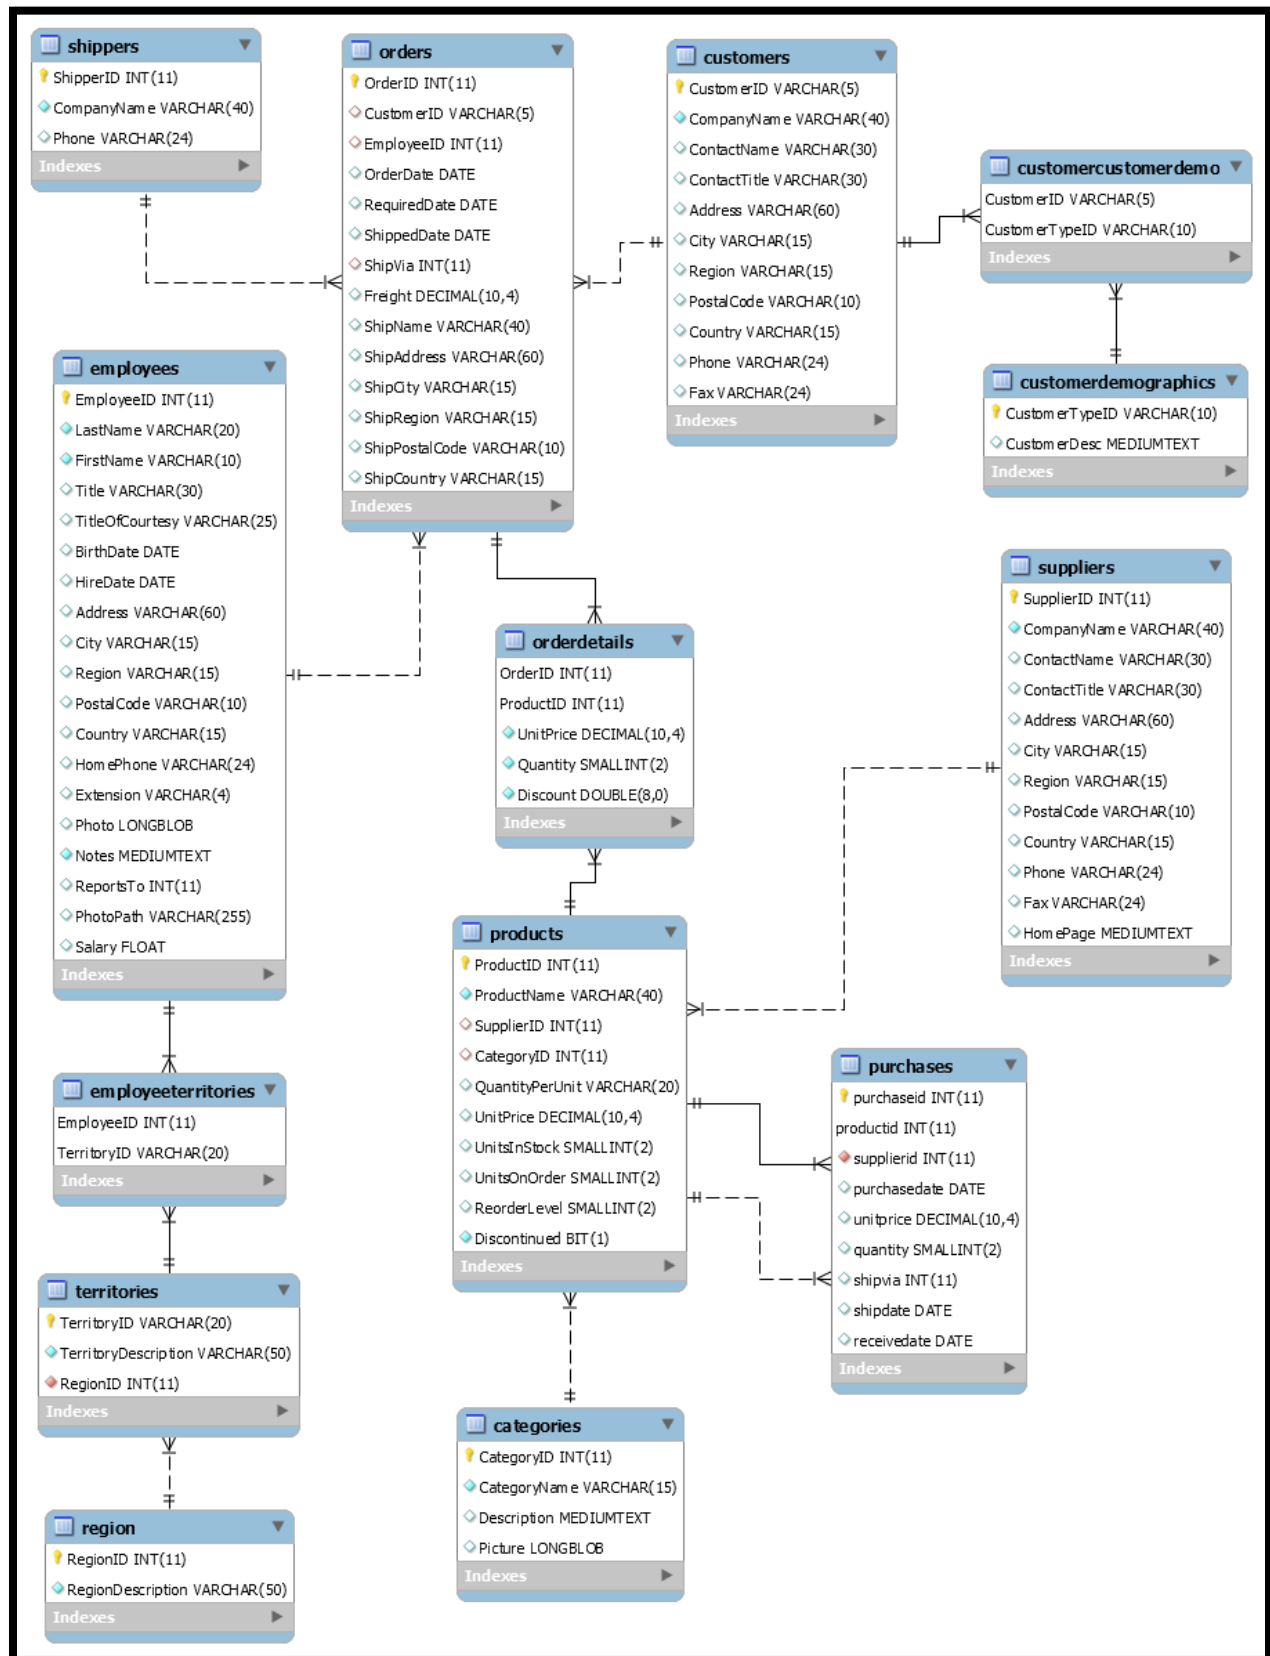 shippers
ShipperID INT(11)
CompanyName VARCHAR(40)
Phone VARCHAR(24)
Indexes
orders
OrderID INT(11)
CustomerID VARCHAR(5)
EmployeeID INT(11)
OrderDate DATE
RequiredDate DATE
ShippedDate DATE
ShipVia INT(11)
Freight DECIMAL(10,4)
ShipName VARCHAR(40)
ShipAddress VARCHAR(60)
ShipCity VARCHAR(15)
ShipRegion VARCHAR(15)
ShipPostalCode VARCHAR(10)
ShipCountry VARCHAR(15)
Indexes
customers
CustomerID VARCHAR(5)
CompanyName VARCHAR(40)
ContactName VARCHAR(30)
ContactTitle VARCHAR(30)
Address VARCHAR(60)
City VARCHAR(15)
Region VARCHAR(15)
PostalCode VARCHAR(10)
Country VARCHAR(15)
Phone VARCHAR(24)
Fax VARCHAR(24)
Indexes
customercustomerdemo
CustomerID VARCHAR(5)
CustomerTypeID VARCHAR(10)
Indexes
customerdemographics
CustomerTypeID VARCHAR(10)
CustomerDesc MEDIUMTEXT
Indexes
employees
EmployeeID INT(11)
LastName VARCHAR(20)
FirstName VARCHAR(10)
Title VARCHAR(30)
TitleOfCourtesy VARCHAR(25)
BirthDate DATE
HireDate DATE
Address VARCHAR(60)
City VARCHAR(15)
Region VARCHAR(15)
PostalCode VARCHAR(10)
Country VARCHAR(15)
HomePhone VARCHAR(24)
Extension VARCHAR(4)
Photo LONGBLOB
Notes MEDIUMTEXT
ReportsTo INT(11)
PhotoPath VARCHAR(255)
Salary FLOAT
Indexes
orderdetails
OrderID INT(11)
ProductID INT(11)
UnitPrice DECIMAL(10,4)
Quantity SMALLINT(2)
Discount DOUBLE(8,0)
Indexes
suppliers
SupplierID INT(11)
CompanyName VARCHAR(40)
ContactName VARCHAR(30)
ContactTitle VARCHAR(30)
Address VARCHAR(60)
City VARCHAR(15)
Region VARCHAR(15)
PostalCode VARCHAR(10)
Country VARCHAR(15)
Phone VARCHAR(24)
Fax VARCHAR(24)
HomePage MEDIUMTEXT
Indexes
products
ProductID INT(11)
ProductName VARCHAR(40)
SupplierID INT(11)
CategoryID INT(11)
QuantityPerUnit VARCHAR(20)
UnitPrice DECIMAL(10,4)
UnitsInStock SMALLINT(2)
UnitsOnOrder SMALLINT(2)
ReorderLevel SMALLINT(2)
Discontinued BIT(1)
Indexes
purchases
purchaseid INT(11)
productid INT(11)
supplierid INT(11)
purchasedate DATE
unitprice DECIMAL(10,4)
quantity SMALLINT(2)
shipvia INT(11)
shipdate DATE
receivedate DATE
Indexes
employeeterritories
EmployeeID INT(11)
TerritoryID VARCHAR(20)
Indexes
territories
TerritoryID VARCHAR(20)
TerritoryDescription VARCHAR(50)
RegionID INT(11)
Indexes
categories
CategoryID INT(11)
CategoryName VARCHAR(15)
Description MEDIUMTEXT
Picture LONGBLOB
Indexes
region
RegionID INT(11)
RegionDescription VARCHAR(50)
Indexes